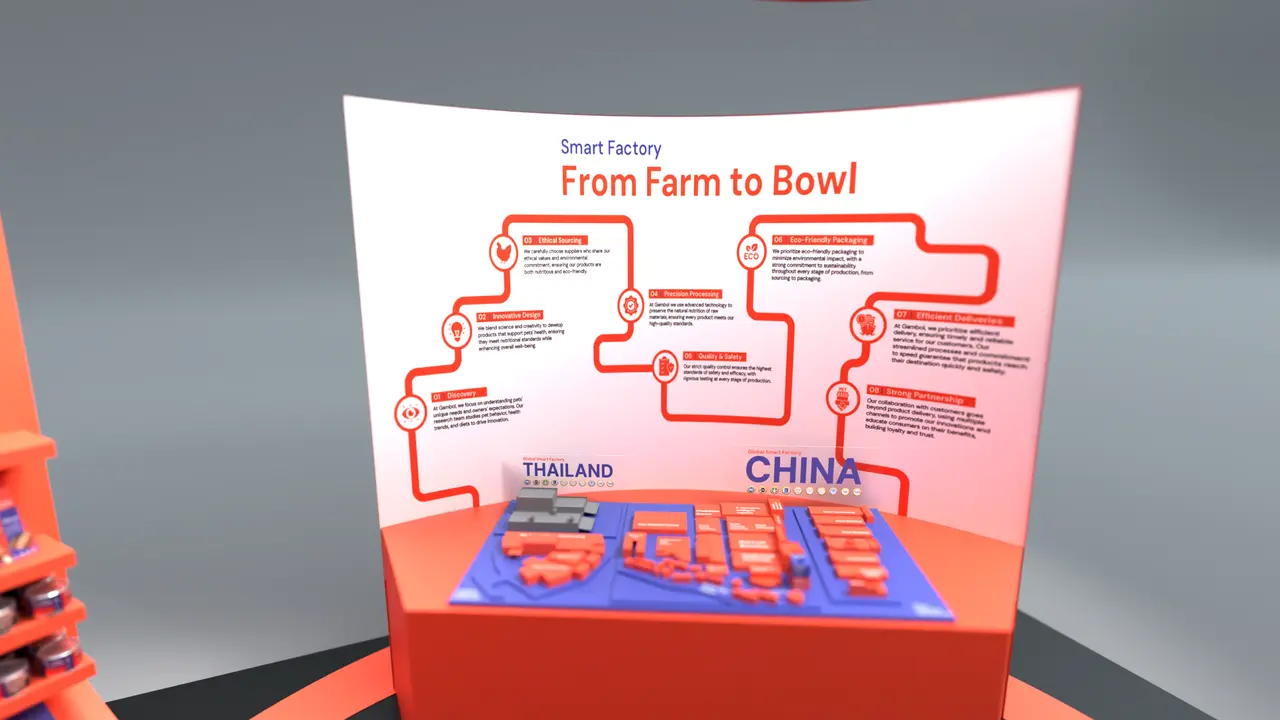 Smart Factory
From Farm to Bowl
01 Discovery
At Gambol, we focus on understanding pets'
unique needs and owners' expectations. Our
research team studies pet behavior, health
trends, and diets to drive innovation.
02 Innovative Design
We blend science and creativity to develop
products that support pets' health, ensuring
they meet nutritional standards while
enhancing overall well-being.
03 Ethical Sourcing
We carefully choose suppliers who share our
ethical values and environmental
commitment, ensuring our products are
both nutritious and eco-friendly.
04 Precision Processing
At Gambol we use advanced technology to
preserve the natural nutrition of raw
materials, ensuring every product meets our
high-quality standards.
05 Quality & Safety
Our strict quality control ensures the highest
standards of safety and efficacy, with
rigorous testing at every stage of production.
ECO
06 Eco-Friendly Packaging
We prioritize eco-friendly packaging to
minimize environmental impact, with a
strong commitment to sustainability
throughout every stage of production, from
sourcing to packaging.
07 Efficient Deliveries
At Gambol, we prioritize efficient
delivery, ensuring timely and reliable
service for our customers. Our
streamlined processes and commitment
to speed guarantee that products reach
their destination quickly and safely.
PET
08 Strong Partnership
Our collaboration with customers goes
beyond product delivery, using multiple
channels to promote our innovations and
educate consumers on their benefits,
building loyalty and trust.
Global Smart Factory
THAILAND
Global Smart Factory
CHINA